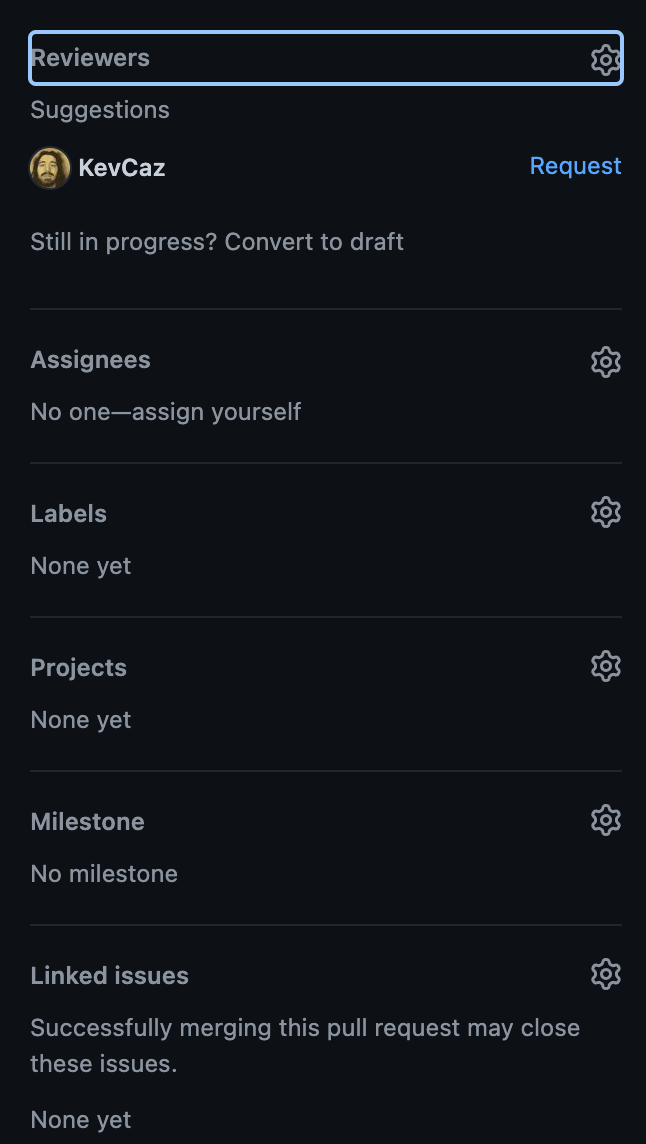 Reviewers
Suggestions
KevCaz Request
Still in progress? Convert to draft
Assignees
No one—assign yourself
Labels
None yet
Projects
None yet
Milestone
No milestone
Linked issues
Successfully merging this pull request may close
these issues.
None yet